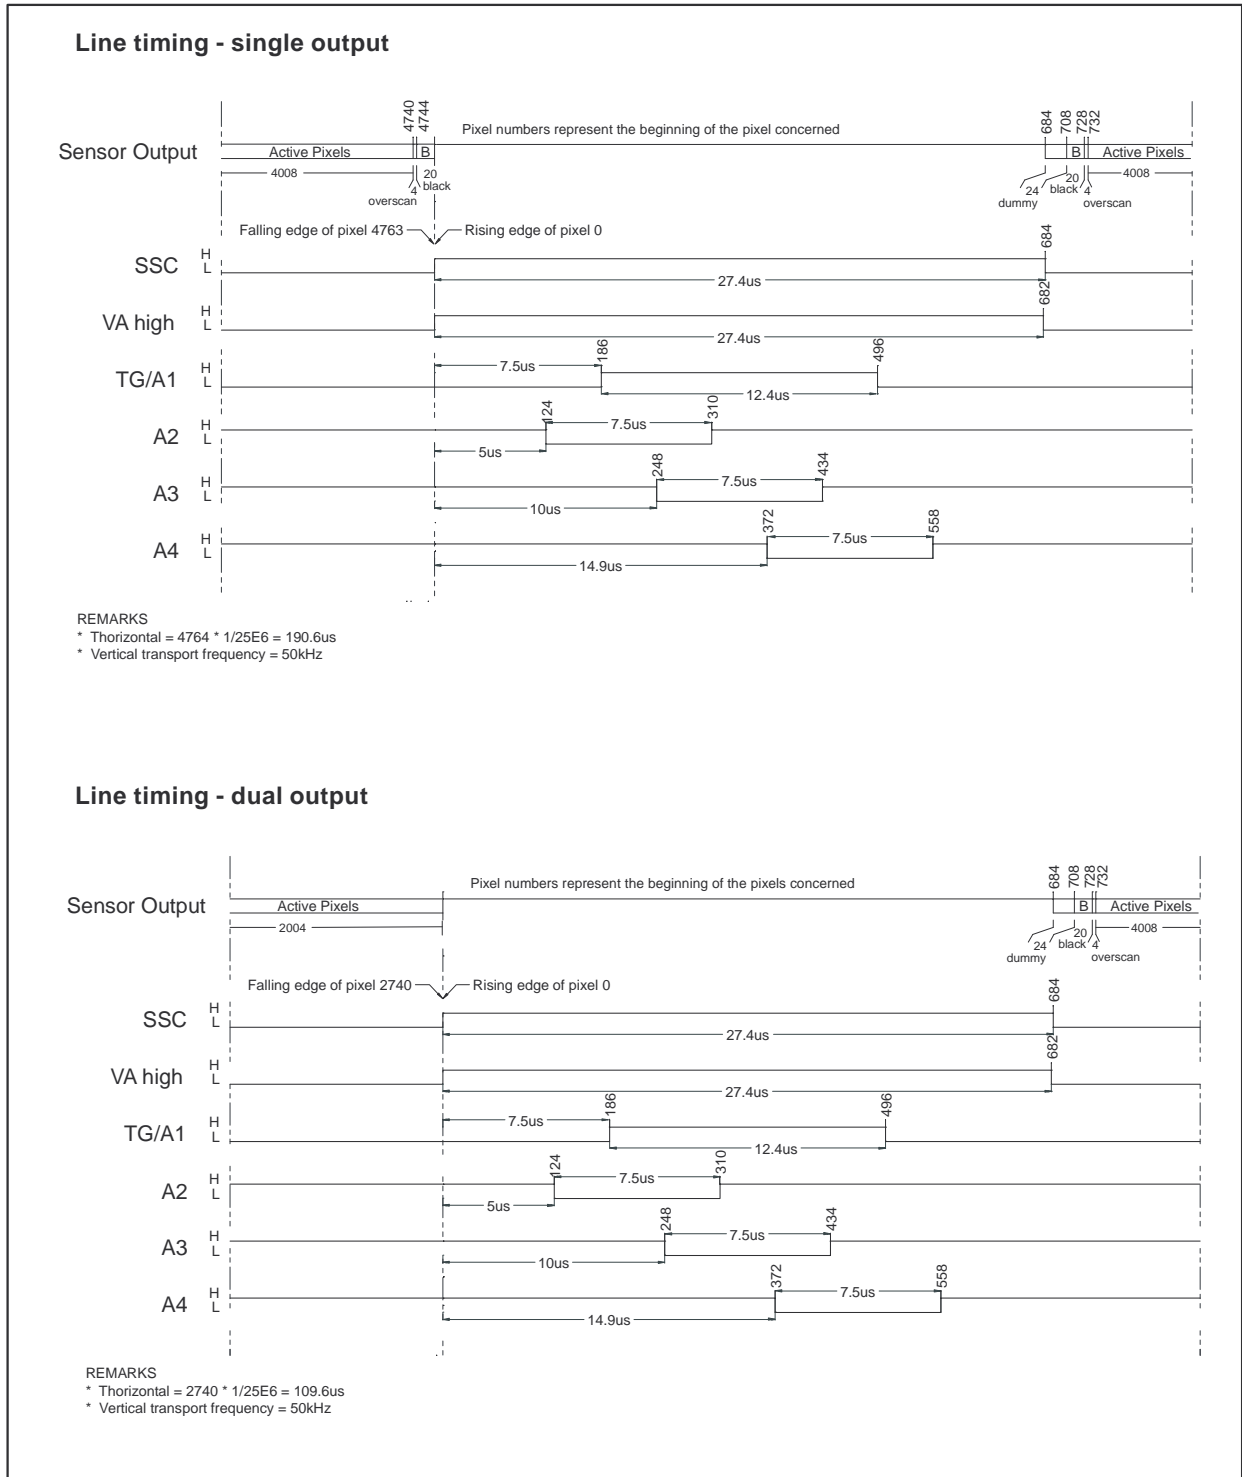 Line timing - single output
4740
4744
684
708
728
732
Pixel numbers represent the beginning of the pixel concerned
Sensor Output
Active Pixels
B
B
Active Pixels
4008
4
overscan
20
black
24
dummy
20
black
4
overscan
4008
Falling edge of pixel 4763
Rising edge of pixel 0
684
SSC
H
L
27.4us
682
VA high
H
L
27.4us
TG/A1
H
L
7.5us
186
496
12.4us
A2
H
L
124
7.5us
310
5us
A3
H
L
248
7.5us
434
10us
A4
H
L
372
7.5us
558
14.9us
REMARKS
* Thorizontal = 4764 * 1/25E6 = 190.6us
* Vertical transport frequency = 50kHz
Line timing - dual output
684
708
728
732
Pixel numbers represent the beginning of the pixels concerned
Sensor Output
Active Pixels
B
Active Pixels
2004
24
dummy
20
black
4
overscan
4008
Falling edge of pixel 2740
Rising edge of pixel 0
684
SSC
H
L
27.4us
682
VA high
H
L
27.4us
TG/A1
H
L
7.5us
186
496
12.4us
A2
H
L
124
7.5us
310
5us
A3
H
L
248
7.5us
434
10us
A4
H
L
372
7.5us
558
14.9us
REMARKS
* Thorizontal = 2740 * 1/25E6 = 109.6us
* Vertical transport frequency = 50kHz